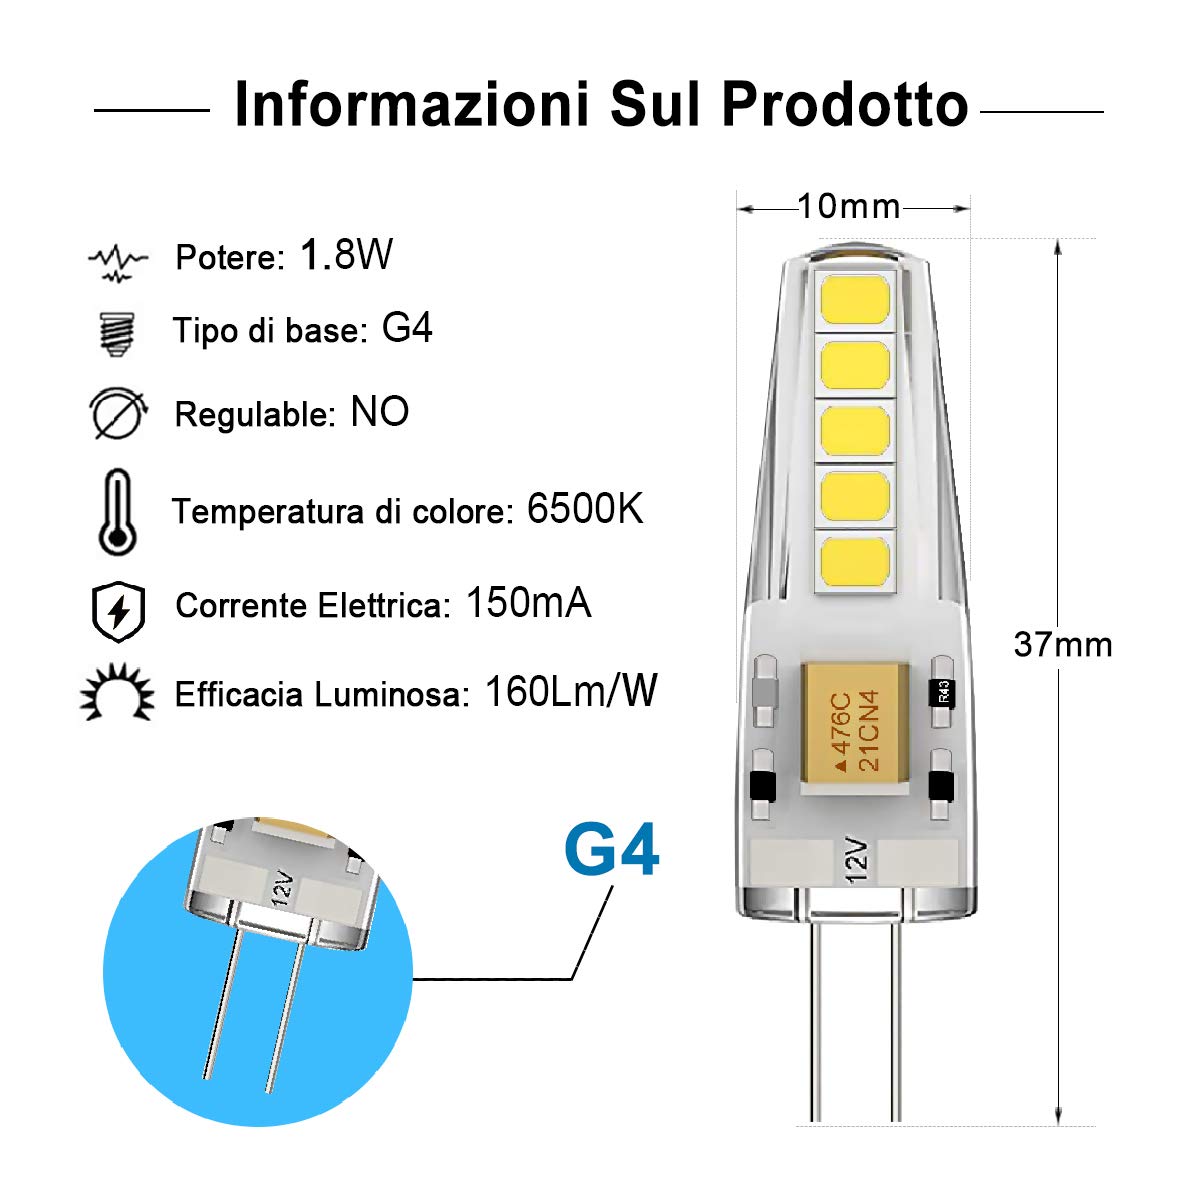 Informazioni Sul Prodotto
10mm
Potere: 1.8W
Tipo di base: G4
Regulable: NO
Temperatura di colore: 6500K
Corrente Elettrica: 150mA
Efficacia Luminosa: 160Lm/W
37mm
R43
▲476C
21CN4
12V
G4
12V